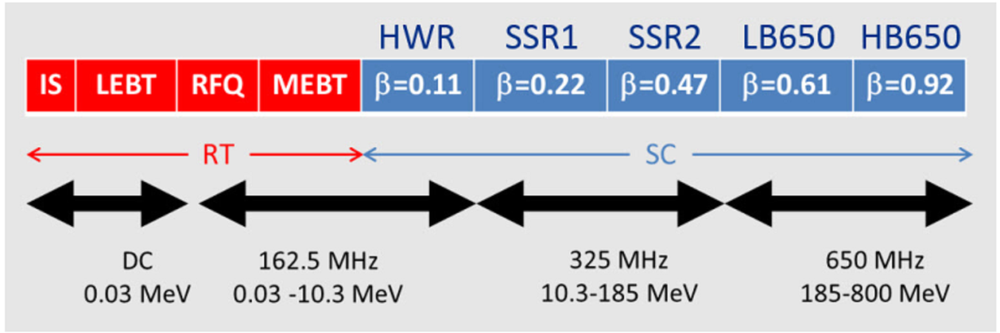 HWR SSR1 SSR2 LB650 HB650
IS LEBT RFQ MEBT β=0.11 β=0.22 β=0.47 β=0.61 β=0.92
RT SC
DC 162.5 MHz 325 MHz 650 MHz
0.03 MeV 0.03 -10.3 MeV 10.3-185 MeV 185-800 MeV